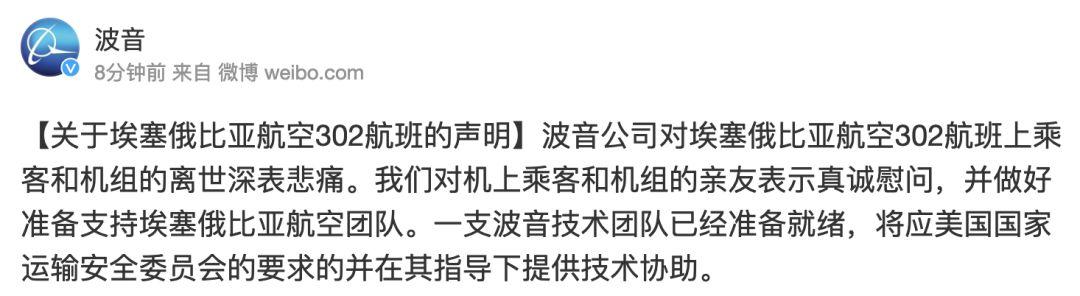 波音
8分钟前 来自 微博 weibo.com
【关于埃塞俄比亚航空302航班的声明】波音公司对埃塞俄比亚航空302航班上乘
客和机组的离世深表悲痛。我们对机上乘客和机组的亲友表示真诚慰问，并做好
准备支持埃塞俄比亚航空团队。一支波音技术团队已经准备就绪，将应美国国家
运输安全委员会的要求的并在其指导下提供技术协助。